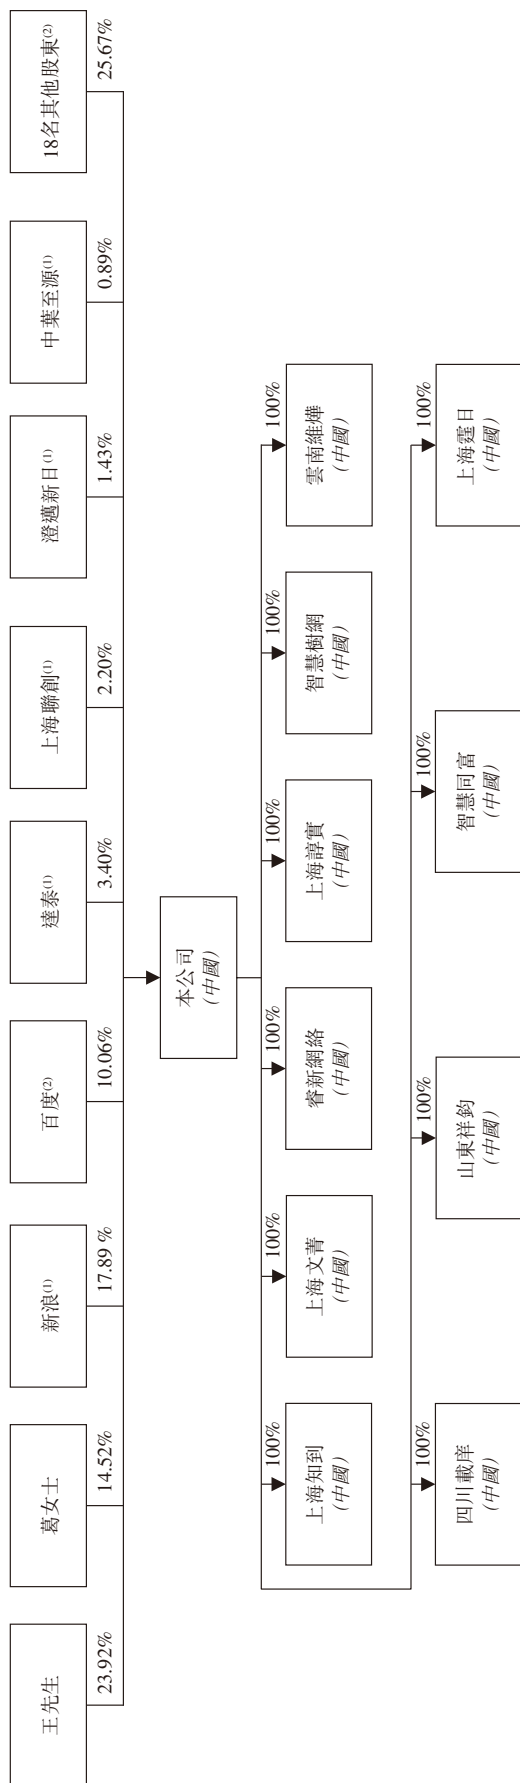 王先生
23.92%
葛女士
14.52%
新浪(1)
17.89 %
百度(2)
10.06%
達泰(1)
3.40%
上海聯創(1)
2.20%
澄邁新日(1)
1.43%
中葉至源(1)
0.89%
18名其他股東(2)
25.67%
本公司
(中國)
100%
上海知到
(中國)
100%
上海文菁
(中國)
100%
睿新網絡
(中國)
100%
上海諄實
(中國)
100%
智慧樹網
(中國)
100%
雲南維燁
(中國)
100%
四川載庠
(中國)
100%
山東祥鈞
(中國)
100%
智慧同富
(中國)
100%
上海霆日
(中國)